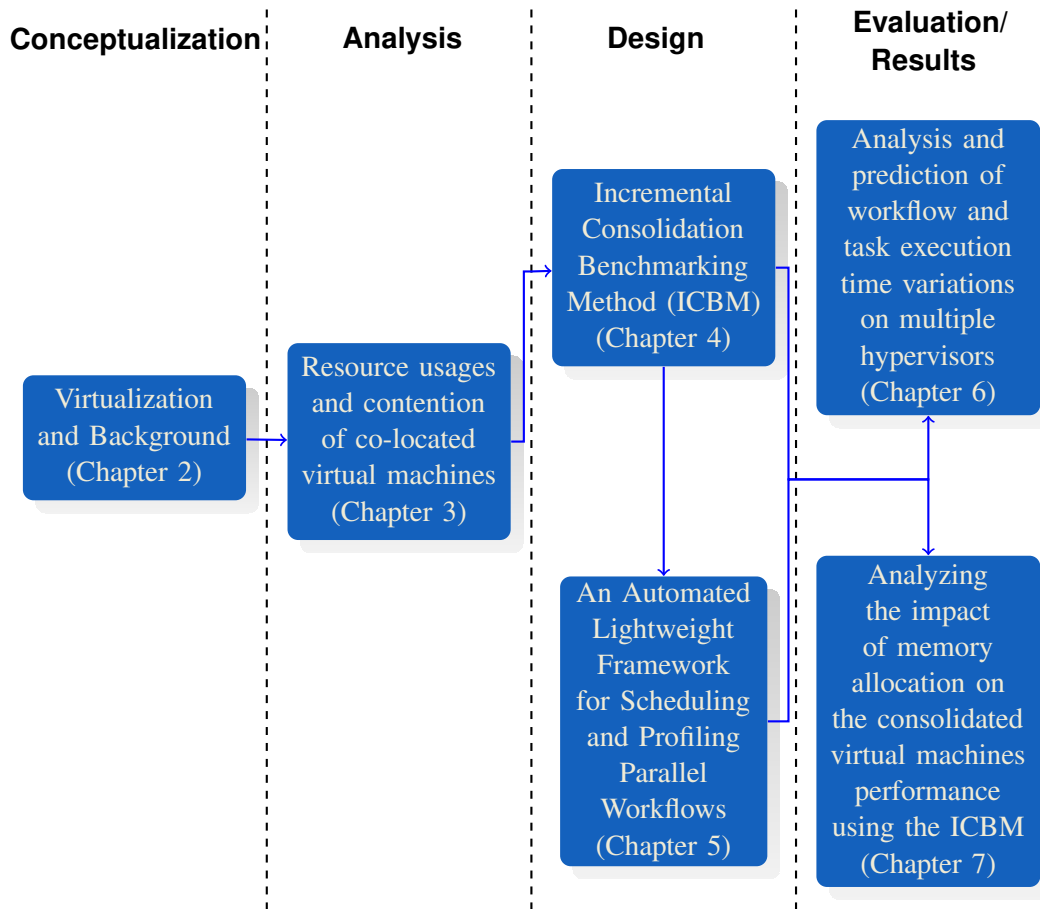 Conceptualization
Analysis
Design
Evaluation/
Results
Virtualization
and Background
(Chapter 2)
Resource usages
and contention
of co-located
virtual machines
(Chapter 3)
Incremental
Consolidation
Benchmarking
Method (ICBM)
(Chapter 4)
An Automated
Lightweight
Framework
for Scheduling
and Profiling
Parallel
Workflows
(Chapter 5)
Analysis and
prediction of
workflow and
task execution
time variations
on multiple
hypervisors
(Chapter 6)
Analyzing
the impact
of memory
allocation on
the consolidated
virtual machines
performance
using the ICBM
(Chapter 7)